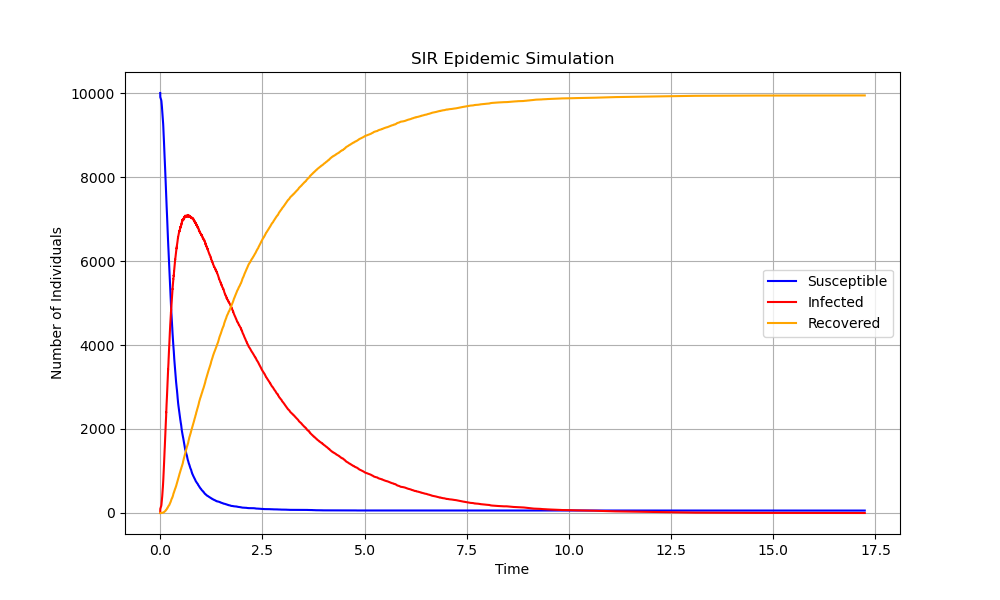 SIR Epidemic Simulation
Number of Individuals
10000
8000
6000
4000
2000
0
Susceptible
Infected
Recovered
0.0 2.5 5.0 7.5 10.0 12.5 15.0 17.5
Time